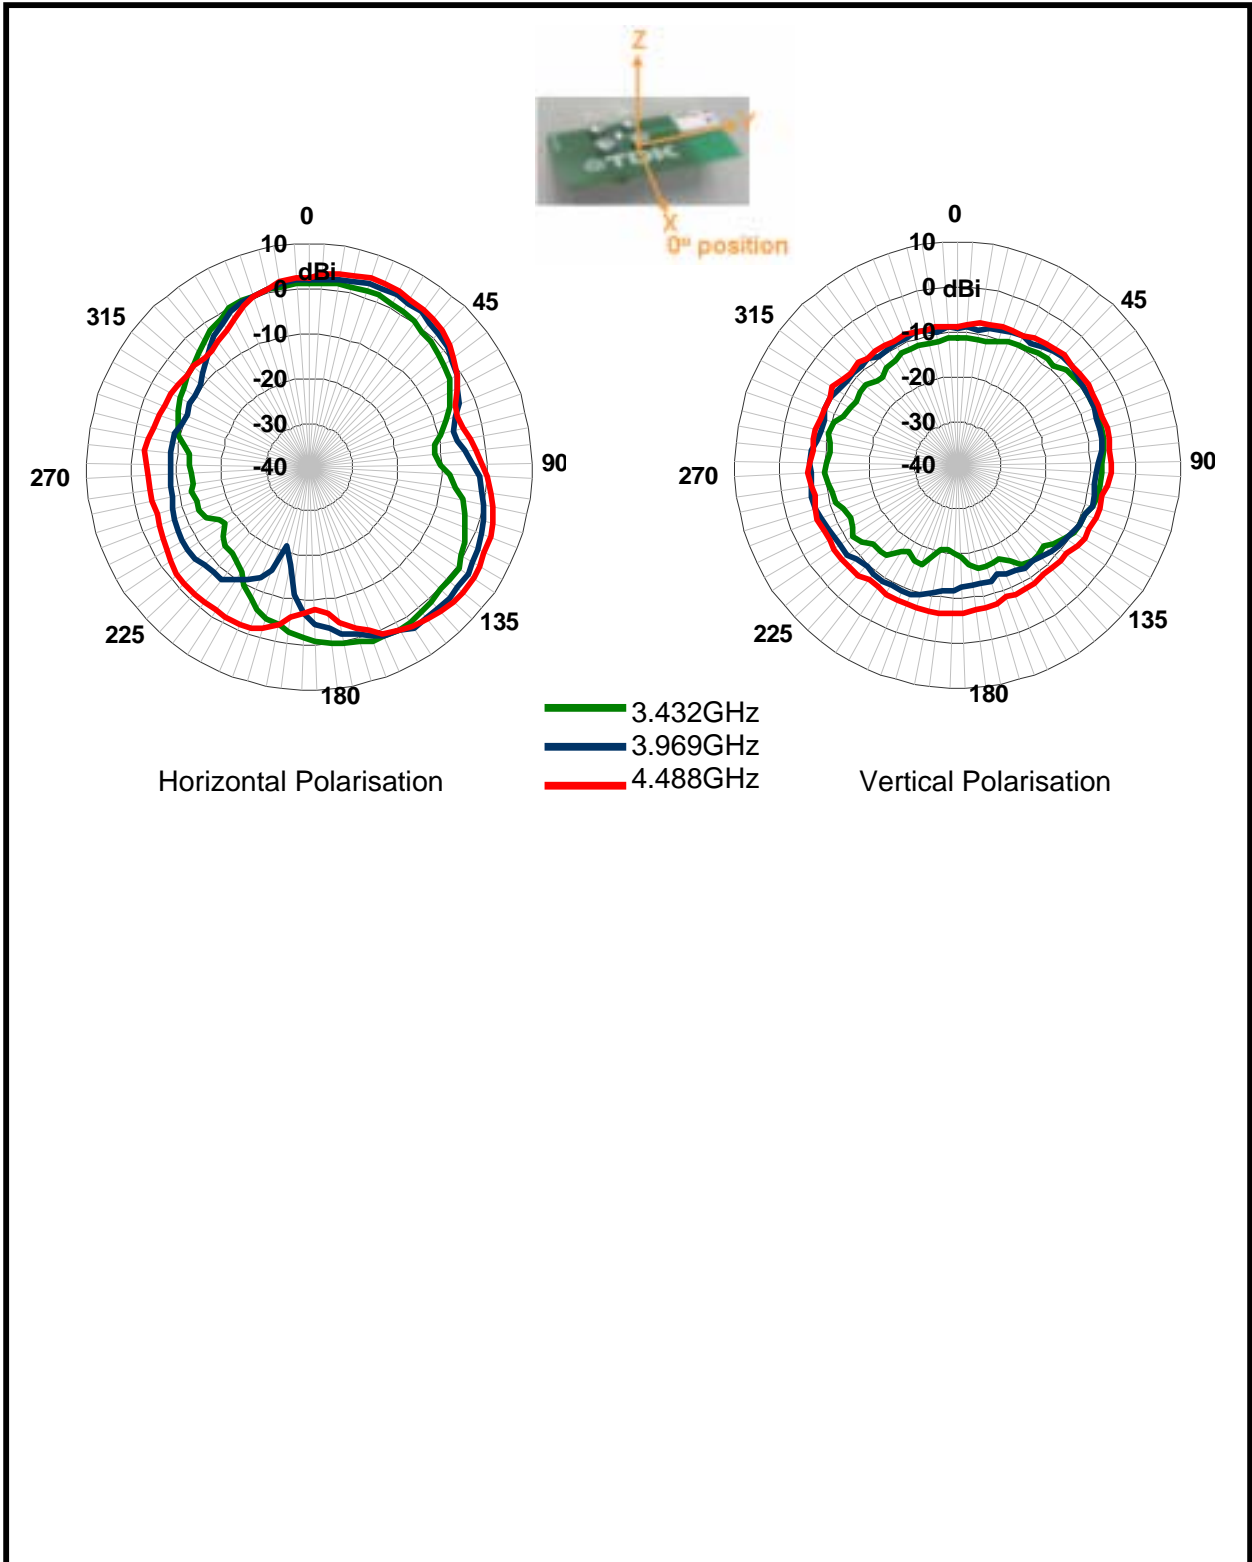 Z
Y
TDK
X
0° position
0
10
dBi
0
-10
-20
-30
-40
45
90
135
180
225
270
315
0
10
0
dBi
-10
-20
-30
-40
45
90
135
180
225
270
315
3.432GHz
3.969GHz
4.488GHz
Horizontal Polarisation
Vertical Polarisation